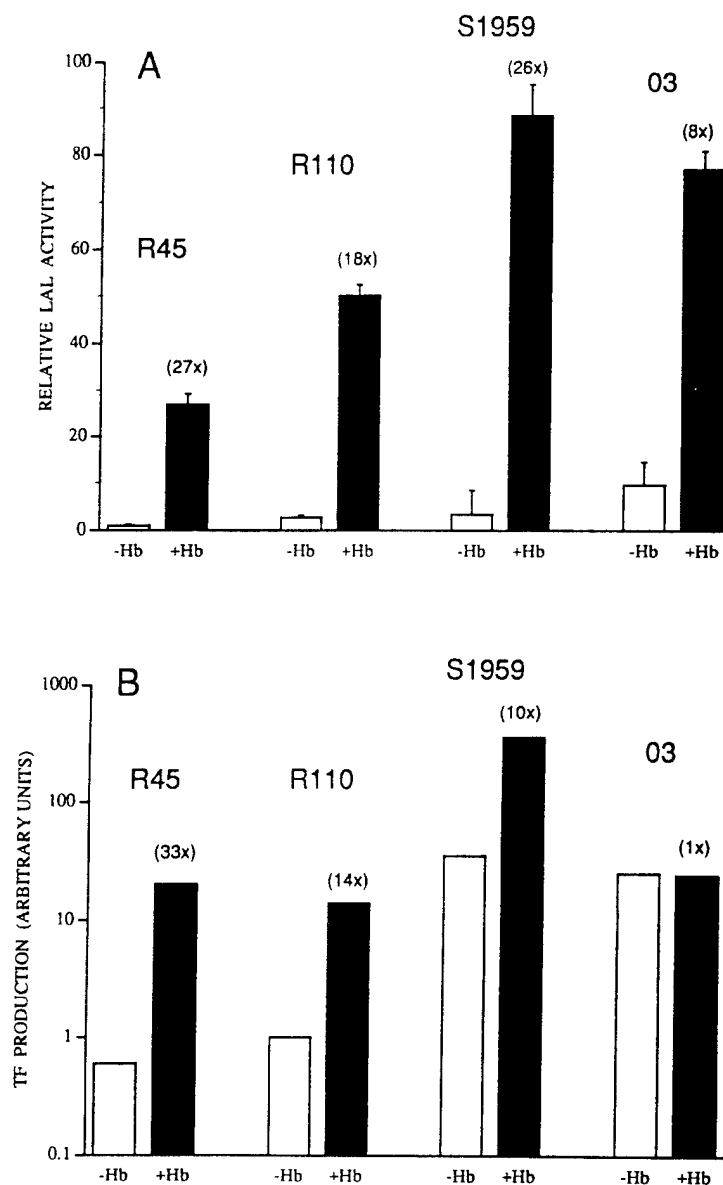 S1959
A
(26x)
03
(8x)
R110
(18x)
R45
(27x)
RELATIVE LAL ACTIVITY
100
80
60
40
20
0
-Hb +Hb -Hb +Hb -Hb +Hb -Hb +Hb
S1959
B
(10x)
03
R45
R110
(33x)
(14x)
(1x)
TF PRODUCTION (ARBITRARY UNITS)
1000
100
10
1
0.1
-Hb +Hb -Hb +Hb -Hb +Hb -Hb +Hb